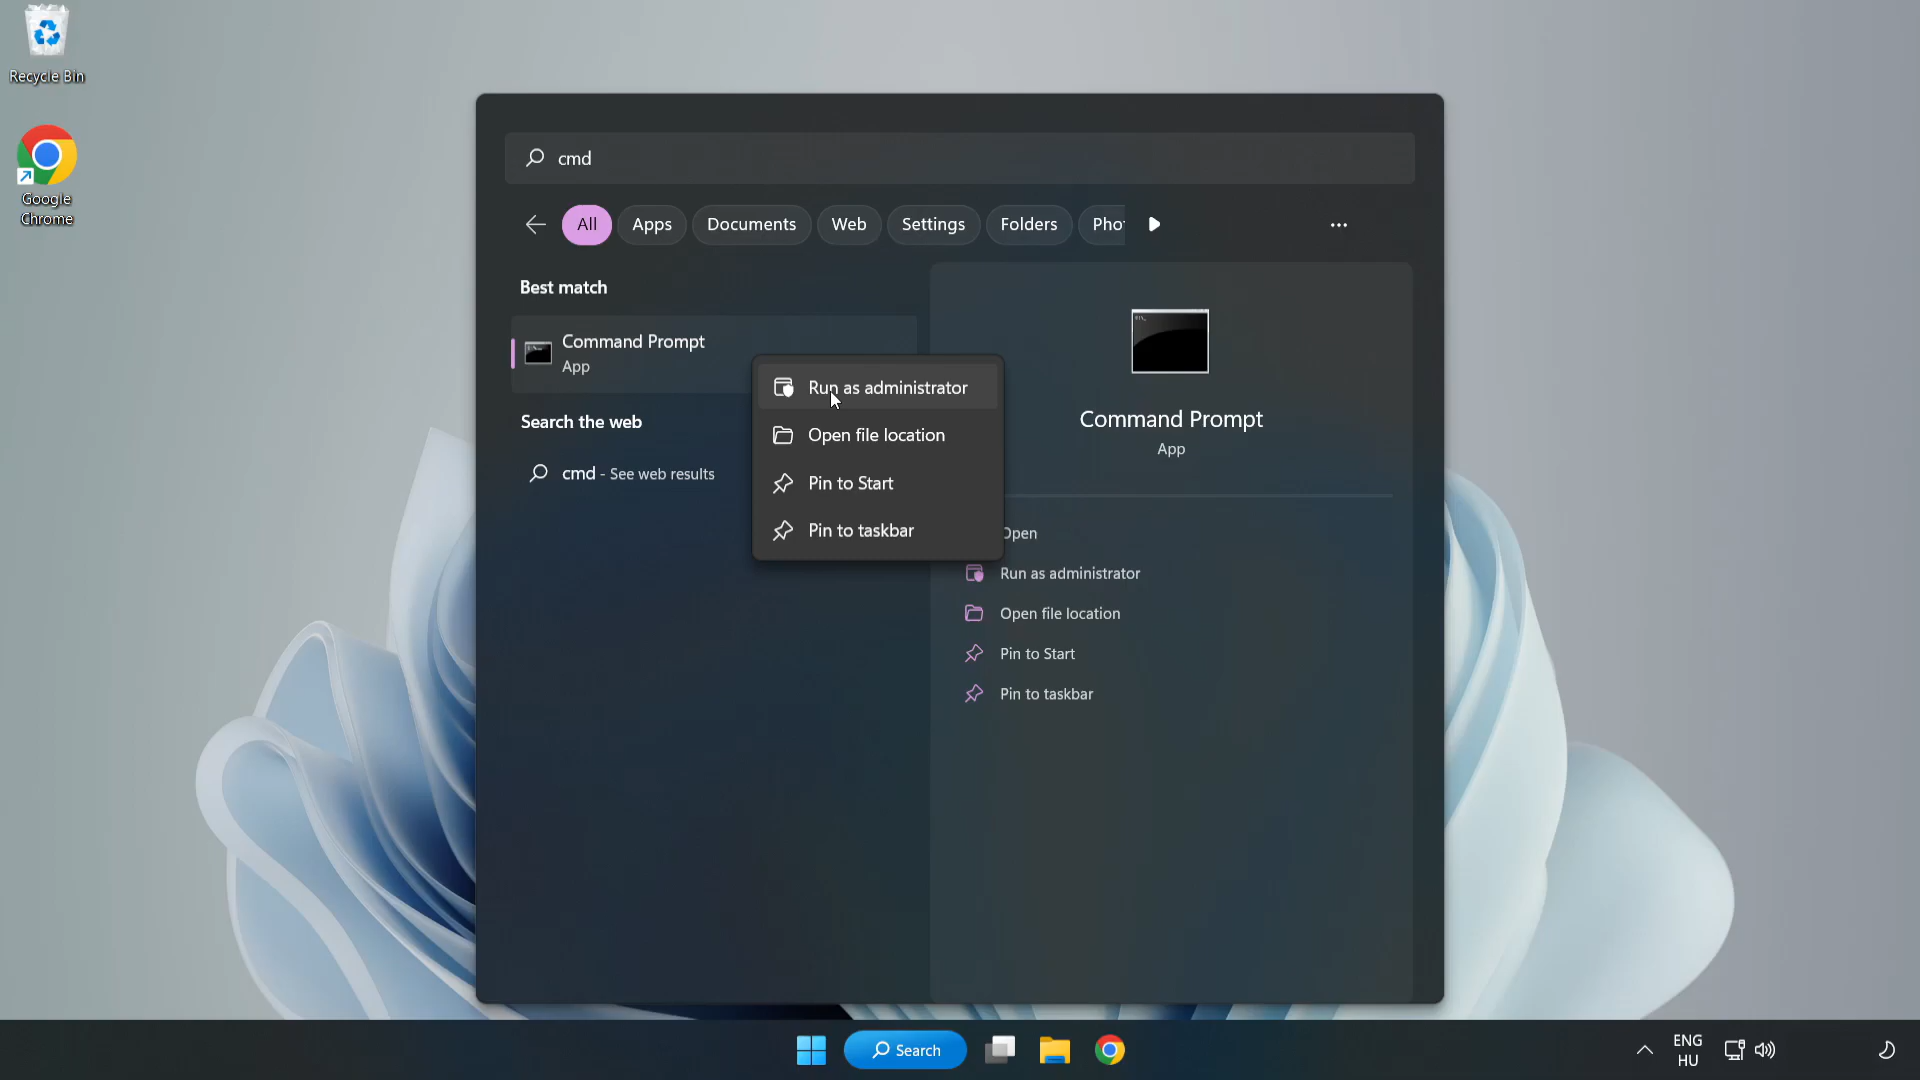 Recycle Bin
Google
Chrome
cmd
All
Apps
Documents
Web
Settings
Folders
Phot
Best match
Command Prompt
App
Search the web
cmd - See web results
Run as administrator
Open file location
Pin to Start
Pin to taskbar
Command Prompt
App
Open
Run as administrator
Open file location
Pin to Start
Pin to taskbar
Search
ENG
HU